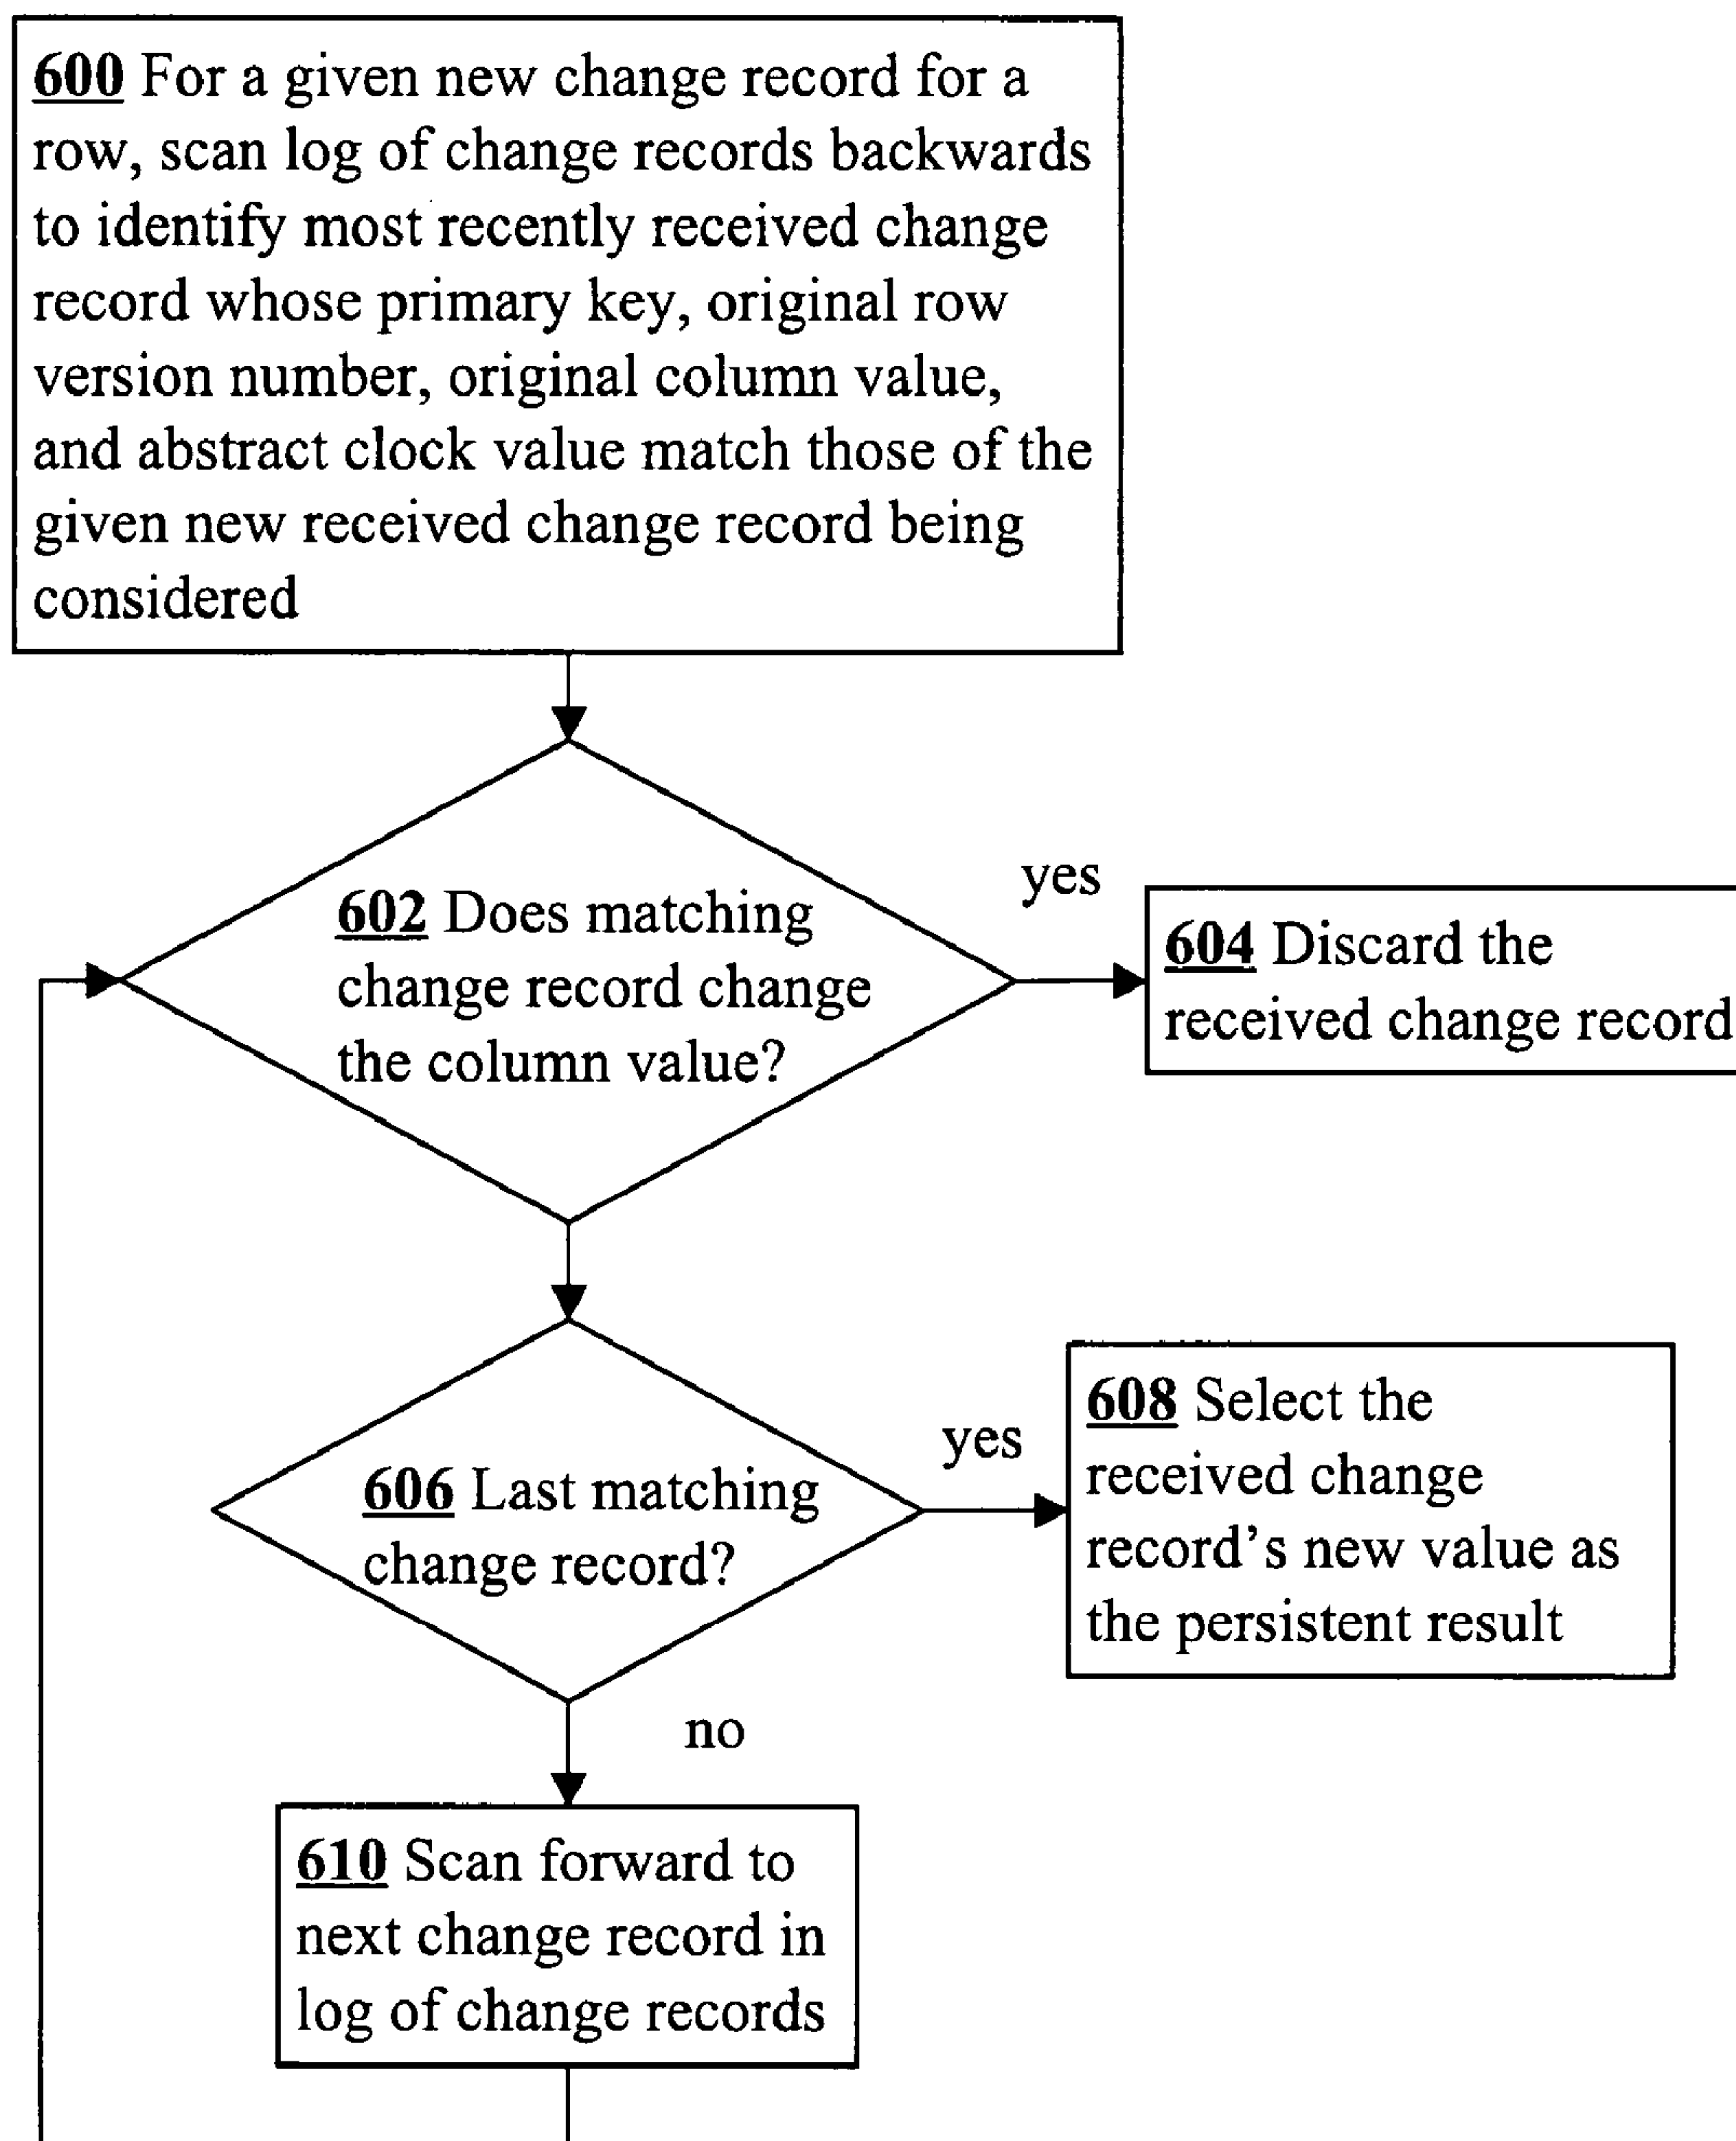 600 For a given new change record for a
row, scan log of change records backwards
to identify most recently received change
record whose primary key, original row
version number, original column value,
and abstract clock value match those of the
given new received change record being
considered
602 Does matching
change record change
the column value?
yes
604 Discard the
received change record
606 Last matching
change record?
yes
608 Select the
received change
record's new value as
the persistent result
no
610 Scan forward to
next change record in
log of change records